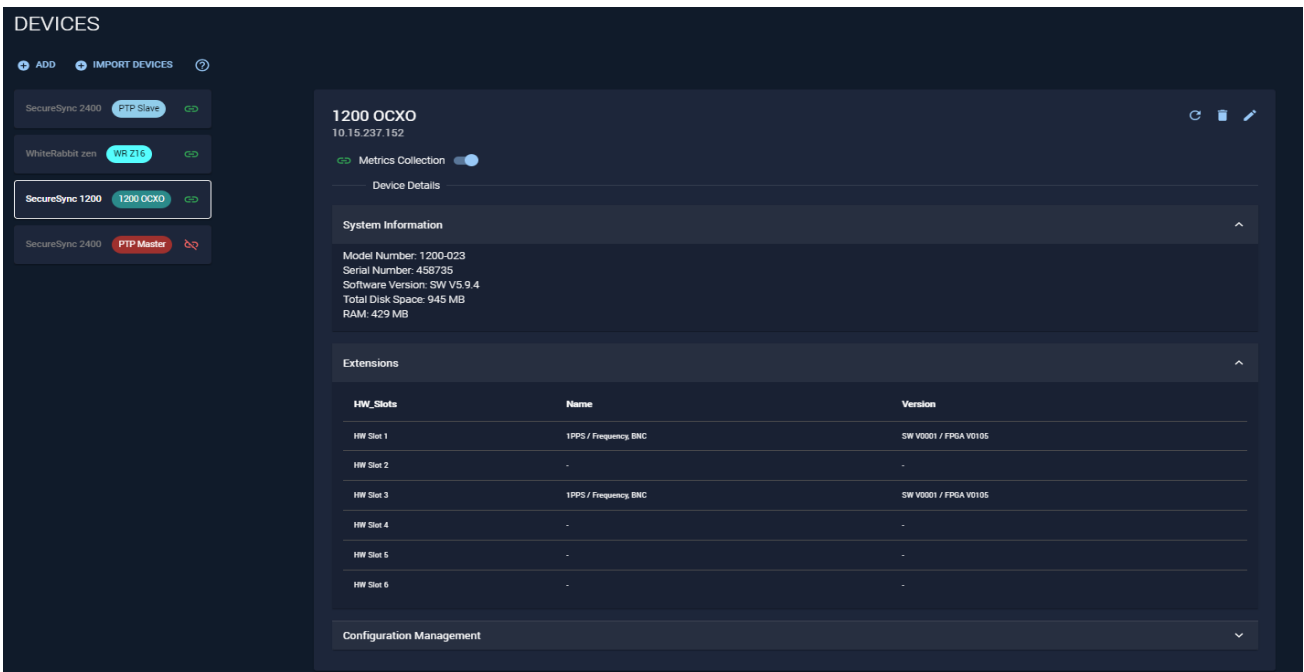 DEVICES
ADD IMPORT DEVICES
SecureSync 2400 PTP Slave
WhiteRabbit zen WR Z16
SecureSync 1200 1200 OCXO
SecureSync 2400 PTP Master
1200 OCXO
10.15.237.152
Metrics Collection
Device Details
System Information
Model Number: 1200-023
Serial Number: 458735
Software Version: SW V5.9.4
Total Disk Space: 945 MB
RAM: 429 MB
Extensions
HW_Slots Name Version
HW Slot 1 1PPS / Frequency, BNC SW V0001 / FPGA V0105
HW Slot 2 - -
HW Slot 3 1PPS / Frequency, BNC SW V0001 / FPGA V0105
HW Slot 4 - -
HW Slot 5 - -
HW Slot 6 - -
Configuration Management